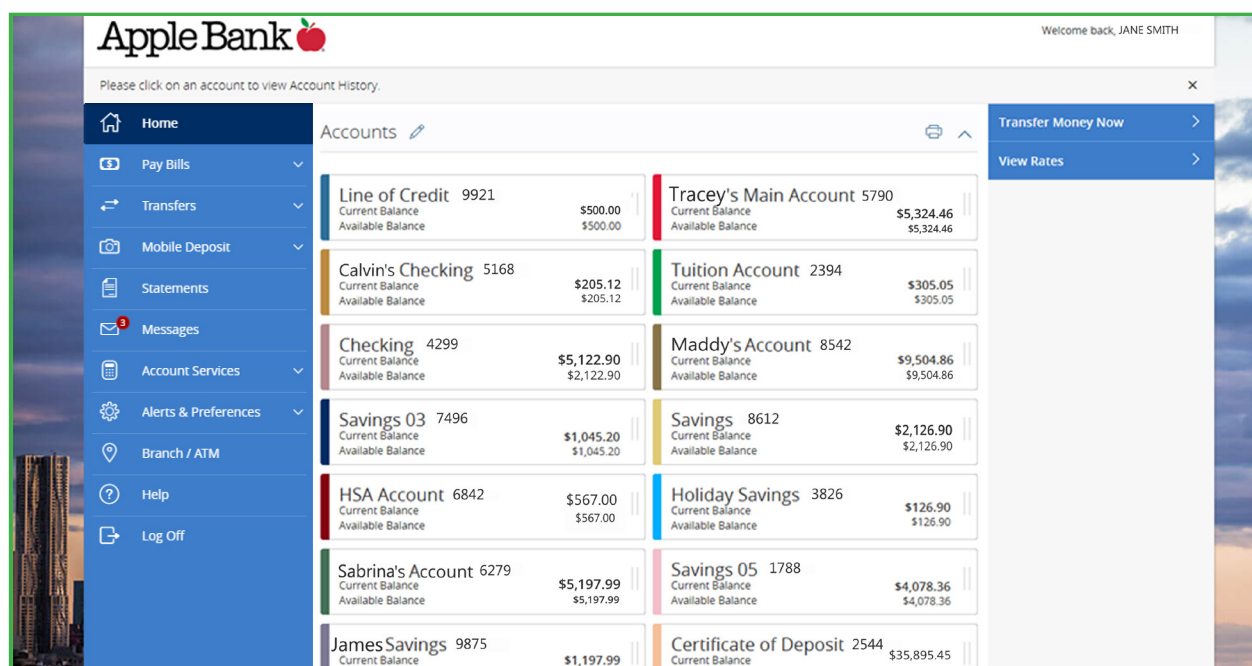 Apple Bank
Welcome back, JANE SMITH
Please click on an account to view Account History.
Home
Pay Bills
Transfers
Mobile Deposit
Statements
3
Messages
Account Services
Alerts & Preferences
Branch / ATM
Help
Log Off
Accounts
Line of Credit 9921
Current Balance $500.00
Available Balance $500.00
Tracey's Main Account 5790
Current Balance $5,324.46
Available Balance $5,324.46
Calvin's Checking 5168
Current Balance $205.12
Available Balance $205.12
Tuition Account 2394
Current Balance $305.05
Available Balance $305.05
Checking 4299
Current Balance $5,122.90
Available Balance $2,122.90
Maddy's Account 8542
Current Balance $9,504.86
Available Balance $9,504.86
Savings 03 7496
Current Balance $1,045.20
Available Balance $1,045.20
Savings 8612
Current Balance $2,126.90
Available Balance $2,126.90
HSA Account 6842
Current Balance $567.00
Available Balance $567.00
Holiday Savings 3826
Current Balance $126.90
Available Balance $126.90
Sabrina's Account 6279
Current Balance $5,197.99
Available Balance $5,197.99
Savings 05 1788
Current Balance $4,078.36
Available Balance $4,078.36
James Savings 9875
Current Balance $1,197.99
Certificate of Deposit 2544
Current Balance $35,895.45
Transfer Money Now
View Rates